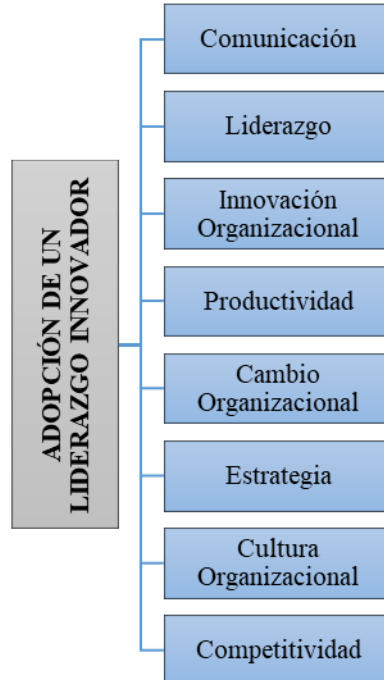 ADOPCIÓN DE UN
LIDERAZGO INNOVADOR
Comunicación
Liderazgo
Innovación
Organizacional
Productividad
Cambio
Organizacional
Estrategia
Cultura
Organizacional
Competitividad